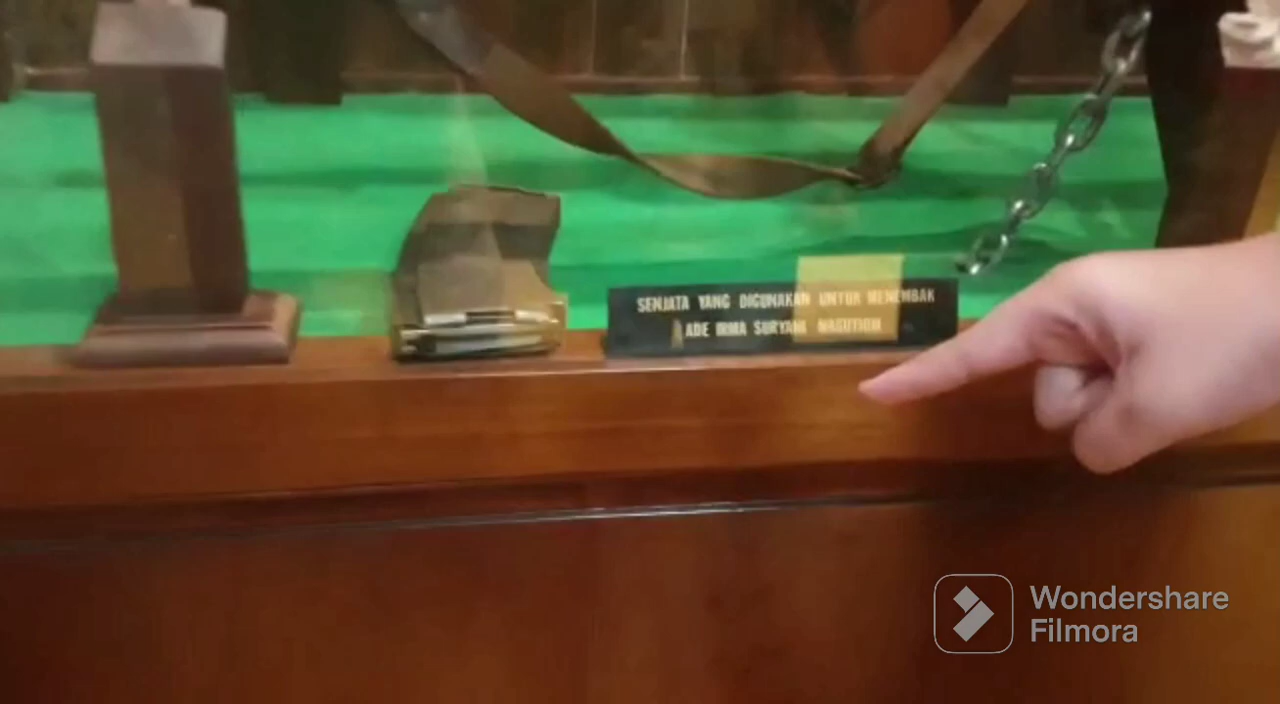 SENJATA YANG DIGUNAKAN UNTUK MENEMBAK
ADE IRMA SURYANI NASUTION
Wondershare
Filmora